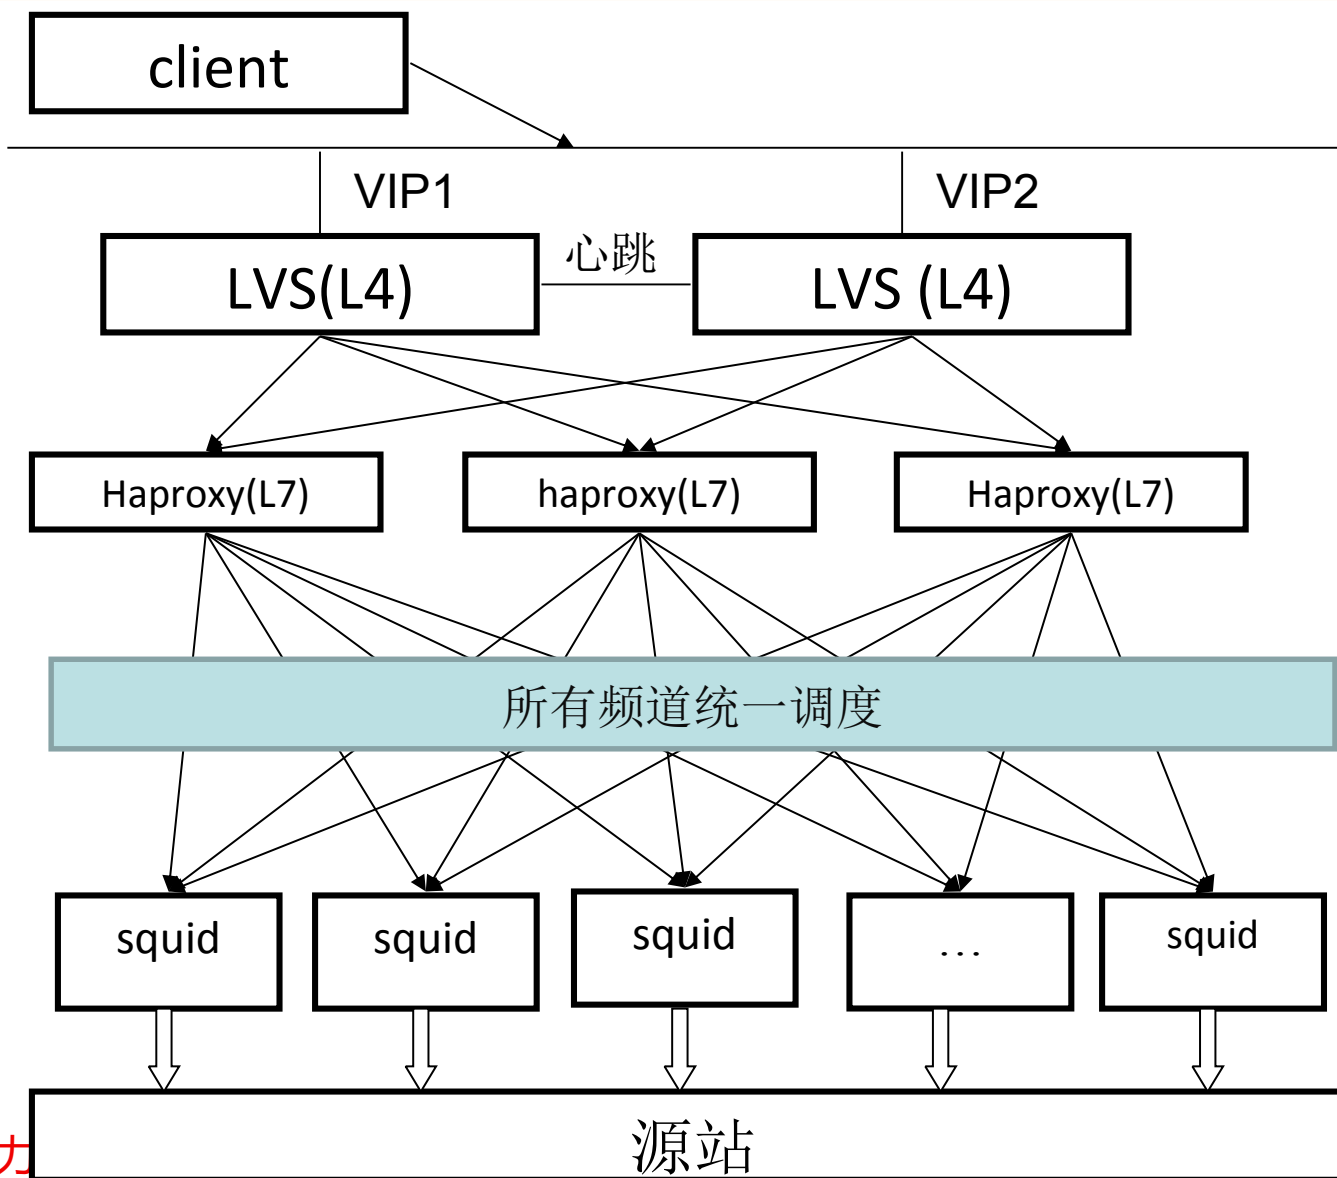 client
VIP1 VIP2
心跳
LVS(L4) LVS (L4)
Haproxy(L7) haproxy(L7) Haproxy(L7)
所有频道统一调度
squid squid squid ... squid
源站